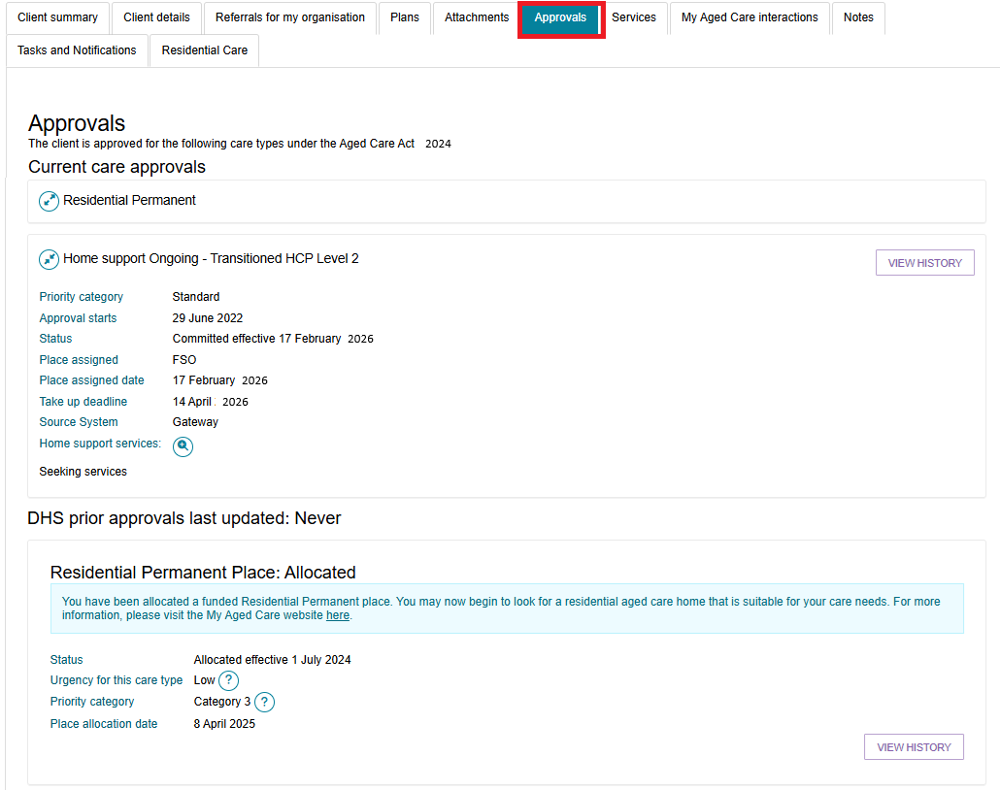 Client summary Client details Referrals for my organisation Plans Attachments Approvals Services My Aged Care interactions Notes
Tasks and Notifications Residential Care
Approvals
The client is approved for the following care types under the Aged Care Act 2024
Current care approvals
Residential Permanent
Home support Ongoing - Transitioned HCP Level 2
VIEW HISTORY
Priority category Standard
Approval starts 29 June 2022
Status Committed effective 17 February 2026
Place assigned FSO
Place assigned date 17 February 2026
Take up deadline 14 April 2026
Source System Gateway
Home support services:
Seeking services
DHS prior approvals last updated: Never
Residential Permanent Place: Allocated
You have been allocated a funded Residential Permanent place. You may now begin to look for a residential aged care home that is suitable for your care needs. For more
information, please visit the My Aged Care website here.
Status Allocated effective 1 July 2024
Urgency for this care type Low ?
Priority category Category 3 ?
Place allocation date 8 April 2025
VIEW HISTORY